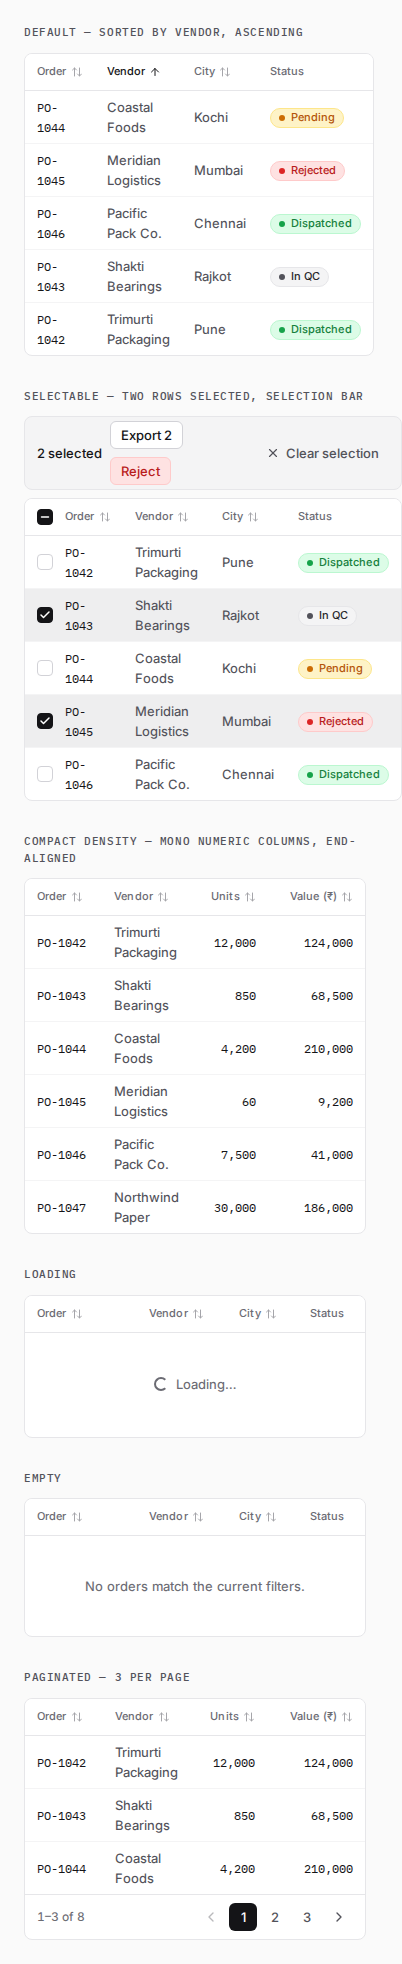 DEFAULT — SORTED BY VENDOR, ASCENDING
Order Vendor City Status
PO-1044 Coastal Foods Kochi Pending
PO-1045 Meridian Logistics Mumbai Rejected
PO-1046 Pacific Pack Co. Chennai Dispatched
PO-1043 Shakti Bearings Rajkot In QC
PO-1042 Trimurti Packaging Pune Dispatched
SELECTABLE — TWO ROWS SELECTED, SELECTION BAR
2 selected Export 2 Reject Clear selection
Order Vendor City Status
PO-1042 Trimurti Packaging Pune Dispatched
PO-1043 Shakti Bearings Rajkot In QC
PO-1044 Coastal Foods Kochi Pending
PO-1045 Meridian Logistics Mumbai Rejected
PO-1046 Pacific Pack Co. Chennai Dispatched
COMPACT DENSITY — MONO NUMERIC COLUMNS, END-
ALIGNED
Order Vendor Units Value (₹)
PO-1042 Trimurti Packaging 12,000 124,000
PO-1043 Shakti Bearings 850 68,500
PO-1044 Coastal Foods 4,200 210,000
PO-1045 Meridian Logistics 60 9,200
PO-1046 Pacific Pack Co. 7,500 41,000
PO-1047 Northwind Paper 30,000 186,000
LOADING
Order Vendor City Status
Loading...
EMPTY
Order Vendor City Status
No orders match the current filters.
PAGINATED — 3 PER PAGE
Order Vendor Units Value (₹)
PO-1042 Trimurti Packaging 12,000 124,000
PO-1043 Shakti Bearings 850 68,500
PO-1044 Coastal Foods 4,200 210,000
1–3 of 8 1 2 3